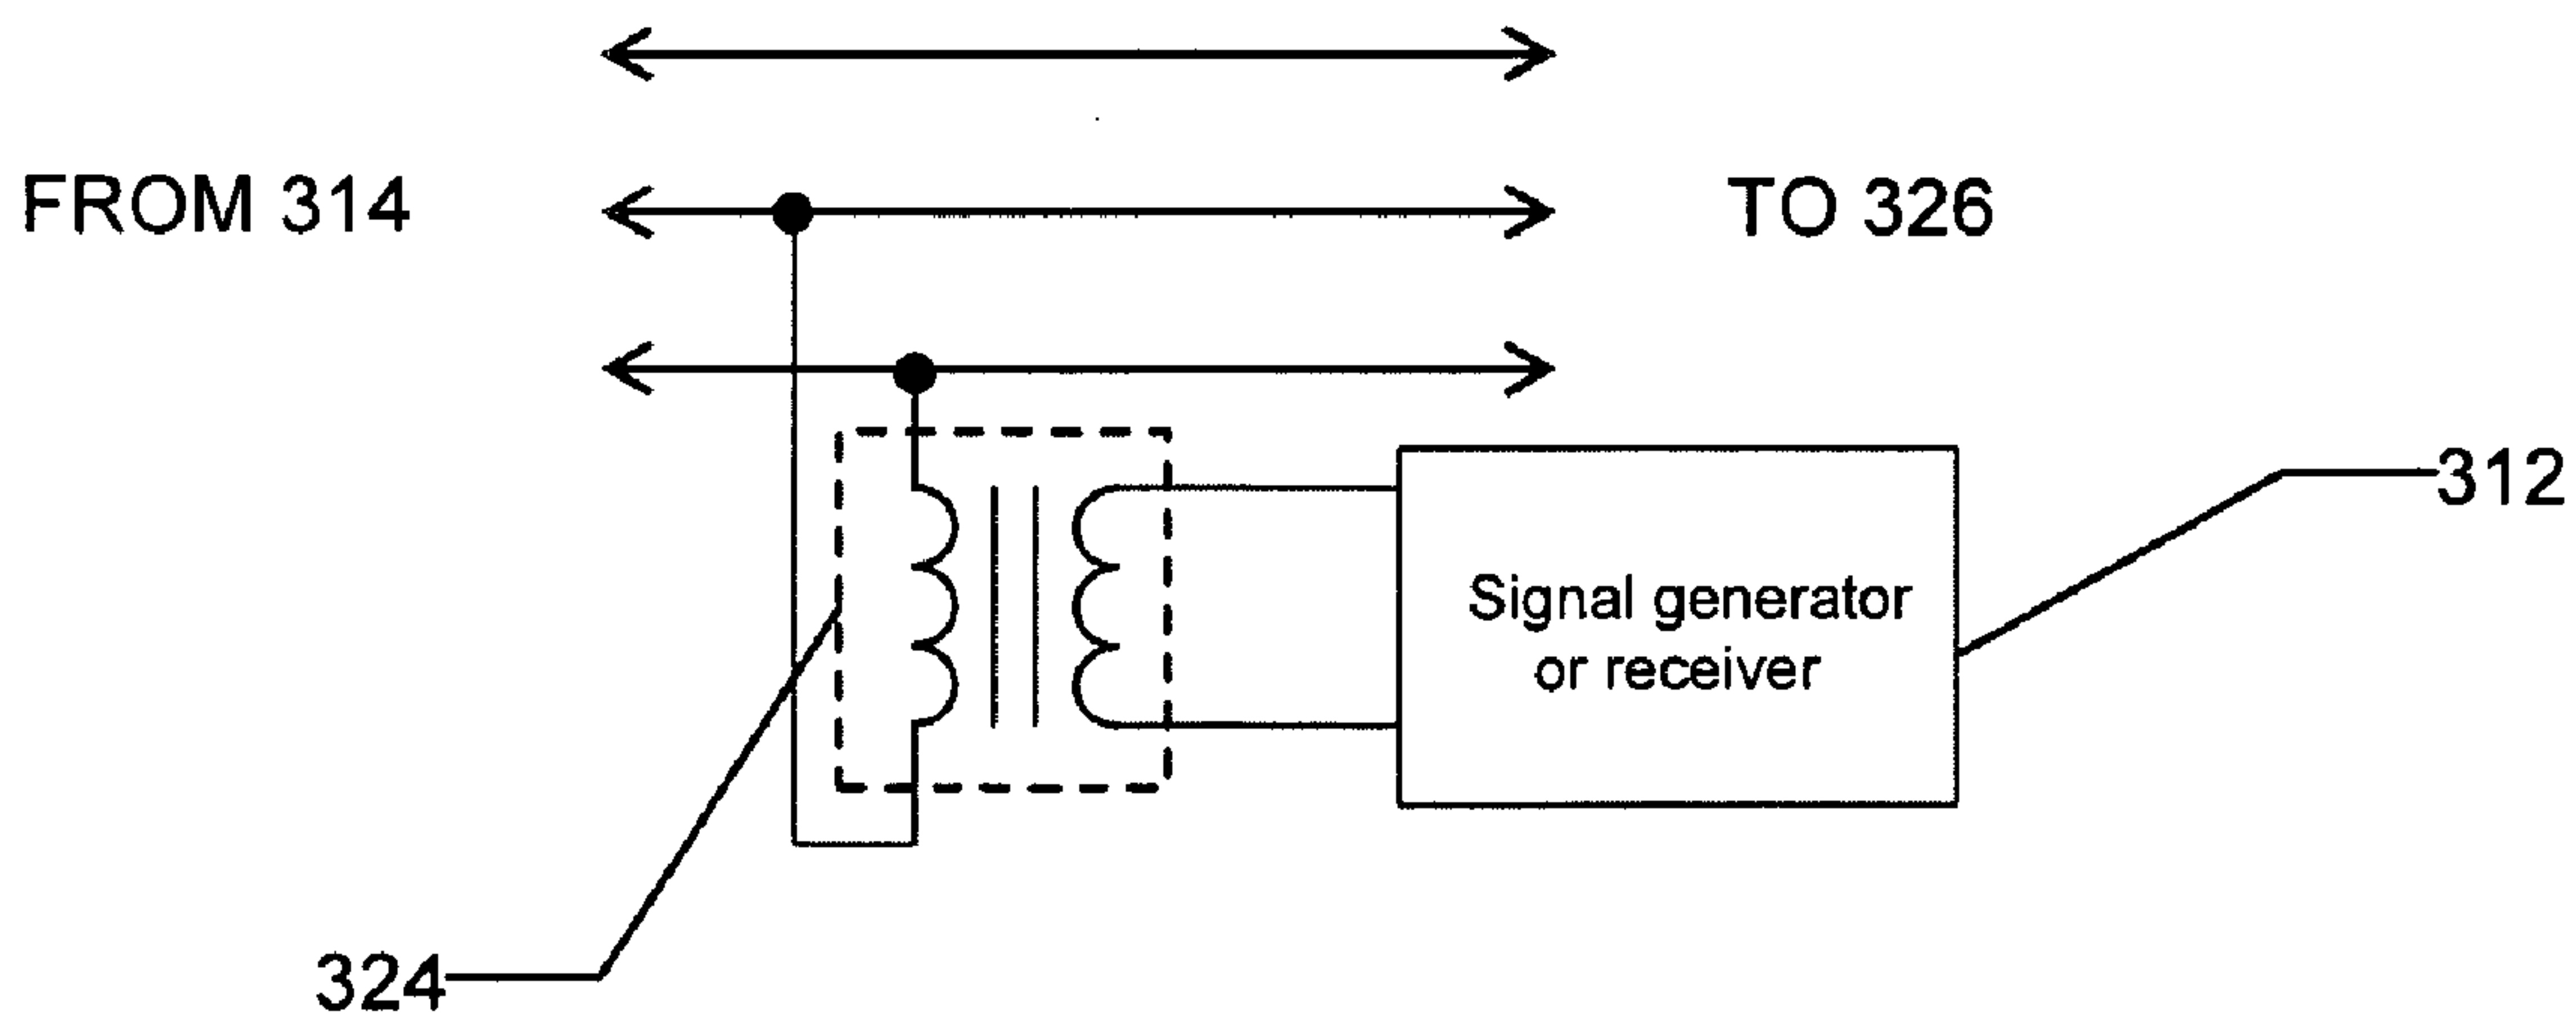 FROM 314
TO 326
312
Signal generator
or receiver
324